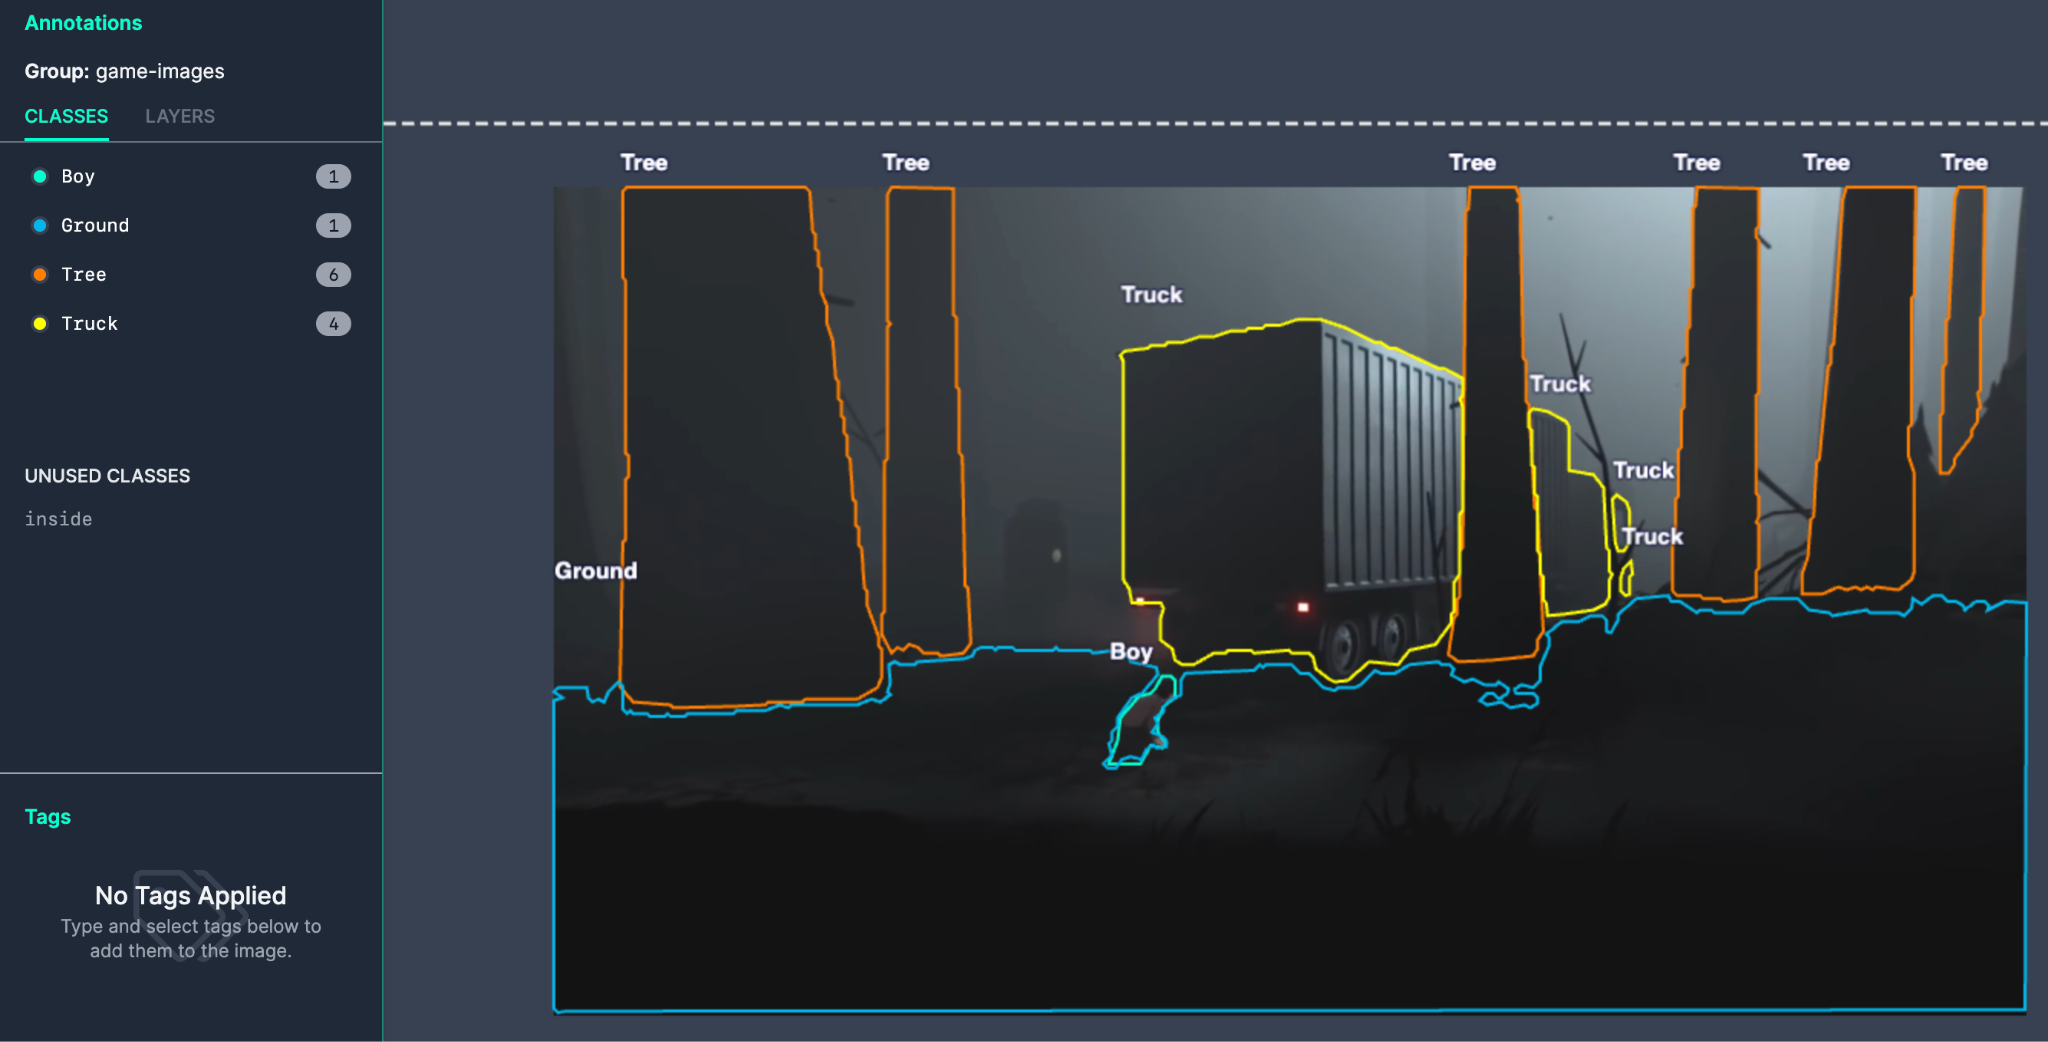 Annotations
Group: game-images
CLASSES LAYERS
Boy 1
Ground 1
Tree 6
Truck 4
UNUSED CLASSES
inside
Tags
No Tags Applied
Type and select tags below to
add them to the image.
Tree Tree Tree Tree Tree Tree
Truck
Truck
Truck
Truck
Ground
Boy